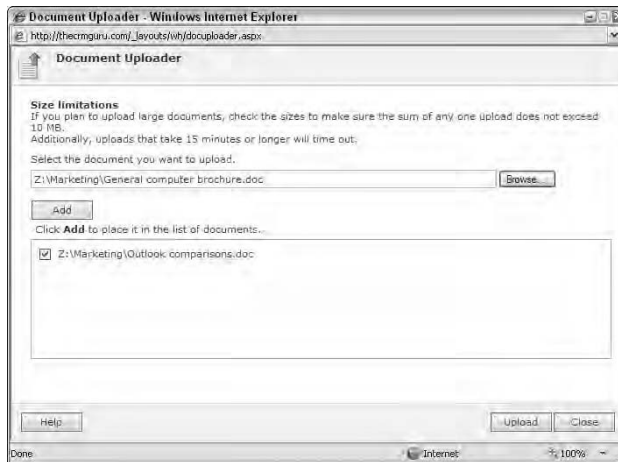 Document Uploader - Windows Internet Explorer
http://thecrmguru.com/_layouts/wh/docuploader.aspx
Document Uploader
Size limitations
If you plan to upload large documents, check the sizes to make sure the sum of any one upload does not exceed
10 MB.
Additionally, uploads that take 15 minutes or longer will time out.
Select the document you want to upload.
Z:\Marketing\General computer brochure.doc
Browse...
Add
Click Add to place it in the list of documents.
Z:\Marketing\Outlook comparisons.doc
Help
Upload
Close
Done
Internet
100%